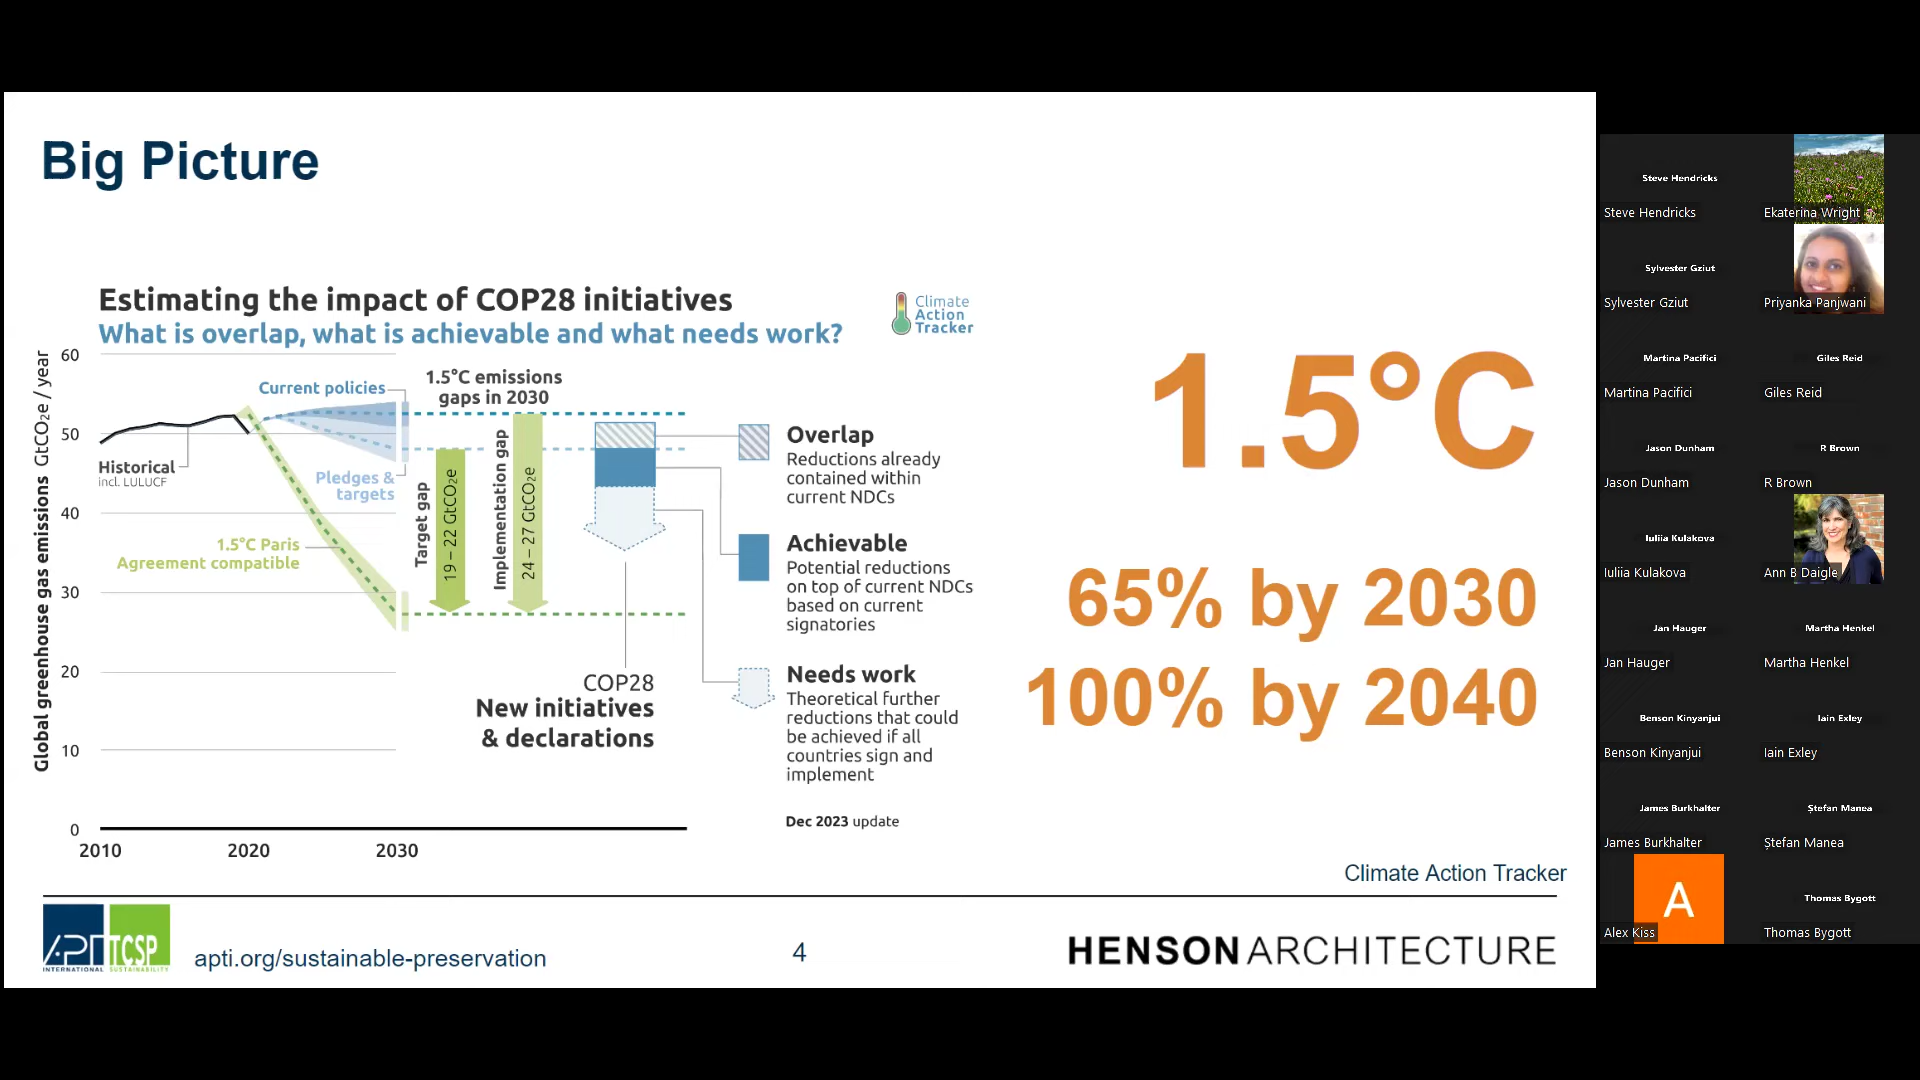 Big Picture
Estimating the impact of COP28 initiatives
What is overlap, what is achievable and what needs work?
Climate
Action
Tracker
Global greenhouse gas emissions GtCO₂e / year
60
50
40
30
20
10
0
2010
2020
2030
Current policies
Historical
incl. LULUCF
Pledges &
targets
1.5°C Paris
Agreement compatible
1.5°C emissions
gaps in 2030
Target gap
19 – 22 GtCO₂e
Implementation gap
24 – 27 GtCO₂e
COP28
New initiatives
& declarations
Overlap
Reductions already
contained within
current NDCs
Achievable
Potential reductions
on top of current NDCs
based on current
signatories
Needs work
Theoretical further
reductions that could
be achieved if all
countries sign and
implement
Dec 2023 update
1.5°C
65% by 2030
100% by 2040
Climate Action Tracker
APT TCSP
INTERNATIONAL SUSTAINABILITY
apti.org/sustainable-preservation
4
HENSON ARCHITECTURE
Steve Hendricks
Steve Hendricks
Ekaterina Wright
Sylvester Gziut
Sylvester Gziut
Priyanka Panjwani
Martina Pacifici
Martina Pacifici
Giles Reid
Giles Reid
Jason Dunham
Jason Dunham
R Brown
R Brown
Iuliia Kulakova
Iuliia Kulakova
Ann B Daigle
Jan Hauger
Jan Hauger
Martha Henkel
Martha Henkel
Benson Kinyanjui
Benson Kinyanjui
Iain Exley
Iain Exley
James Burkhalter
James Burkhalter
Ștefan Manea
Ștefan Manea
A
Alex Kiss
Thomas Bygott
Thomas Bygott